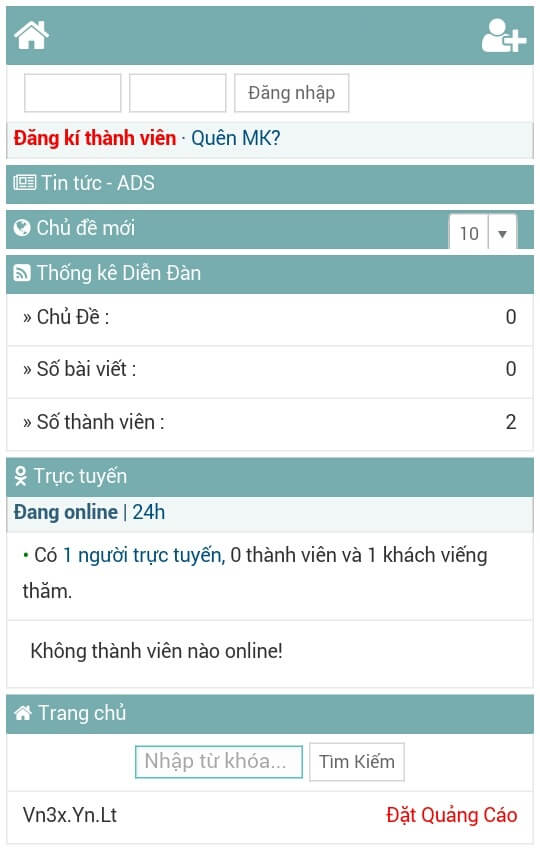 Đăng nhập
Đăng kí thành viên · Quên MK?
Tin tức - ADS
Chủ đề mới 10
Thống kê Diễn Đàn
» Chủ Đề : 0
» Số bài viết : 0
» Số thành viên : 2
Trực tuyến
Đang online | 24h
• Có 1 người trực tuyến, 0 thành viên và 1 khách viếng
thăm.
Không thành viên nào online!
Trang chủ
Nhập từ khóa... Tìm Kiếm
Vn3x.Yn.Lt Đặt Quảng Cáo